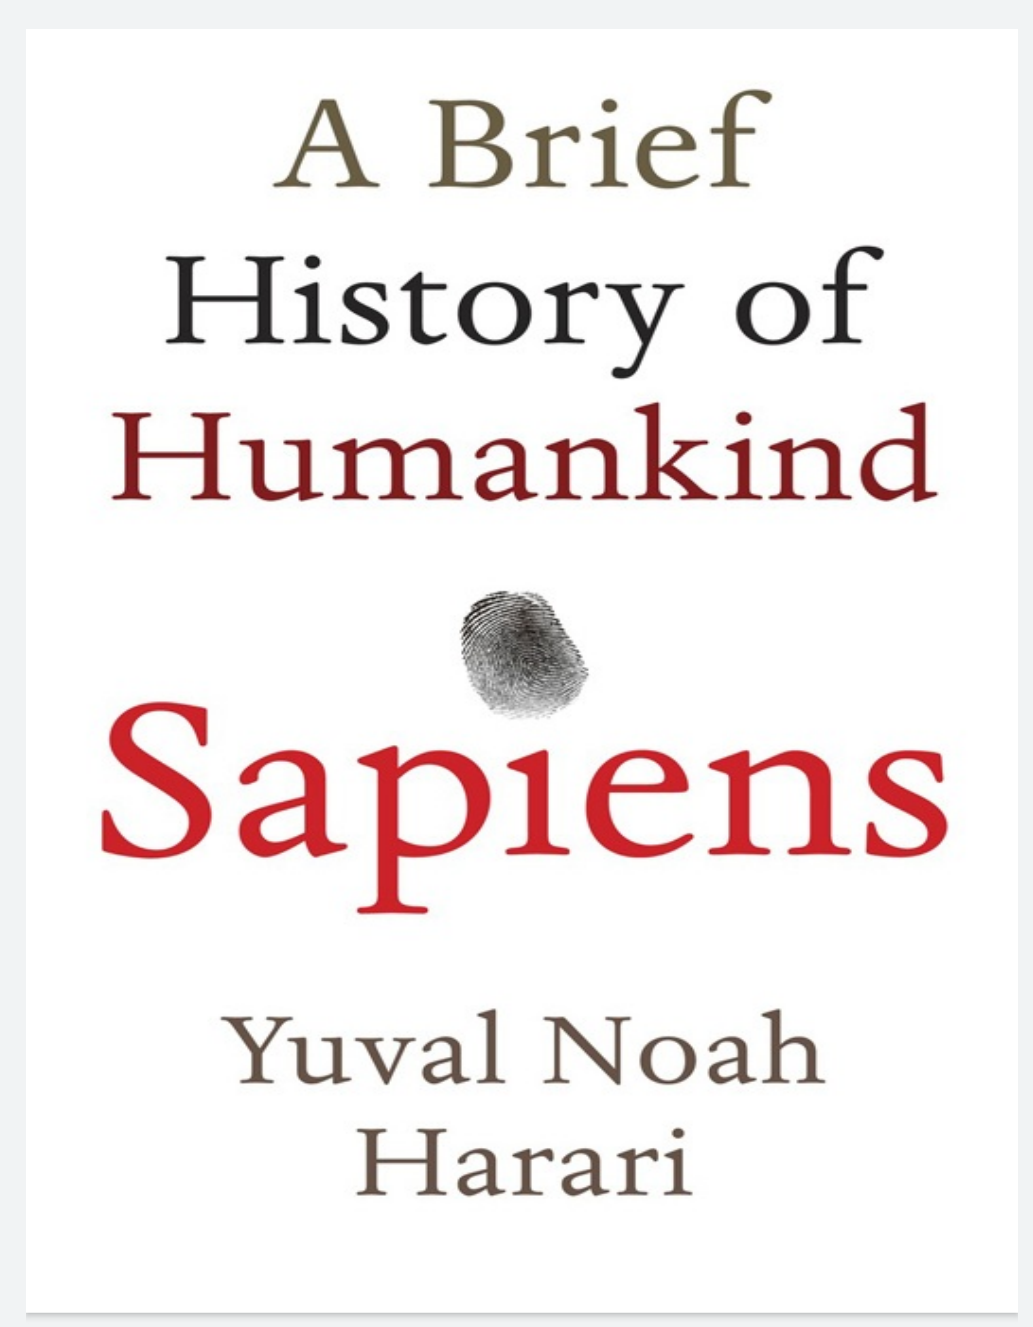 A Brief
History of
Humankind
Sapiens
Yuval Noah
Harari